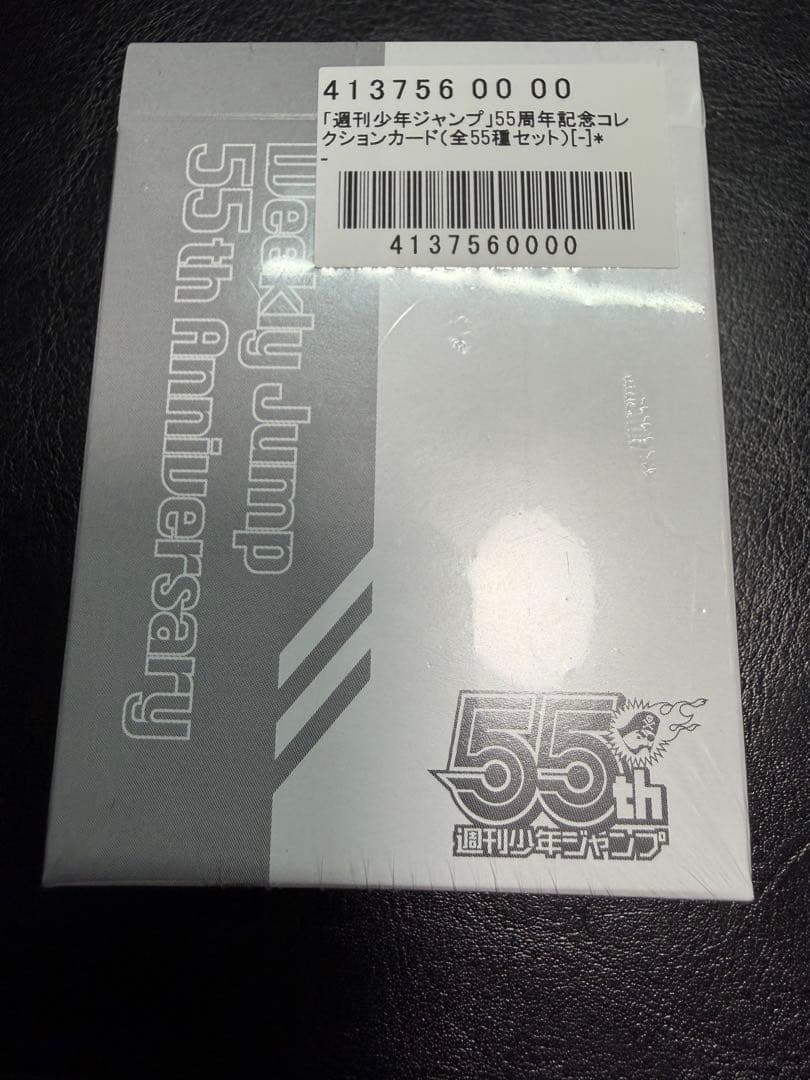 413756 00 00
「週刊少年ジャンプ」55周年記念コレ
クションカード(全55種セット)[-]*
-
4137560000
Weekly Jump
55th Anniversary
55th
週刊少年ジャンプ